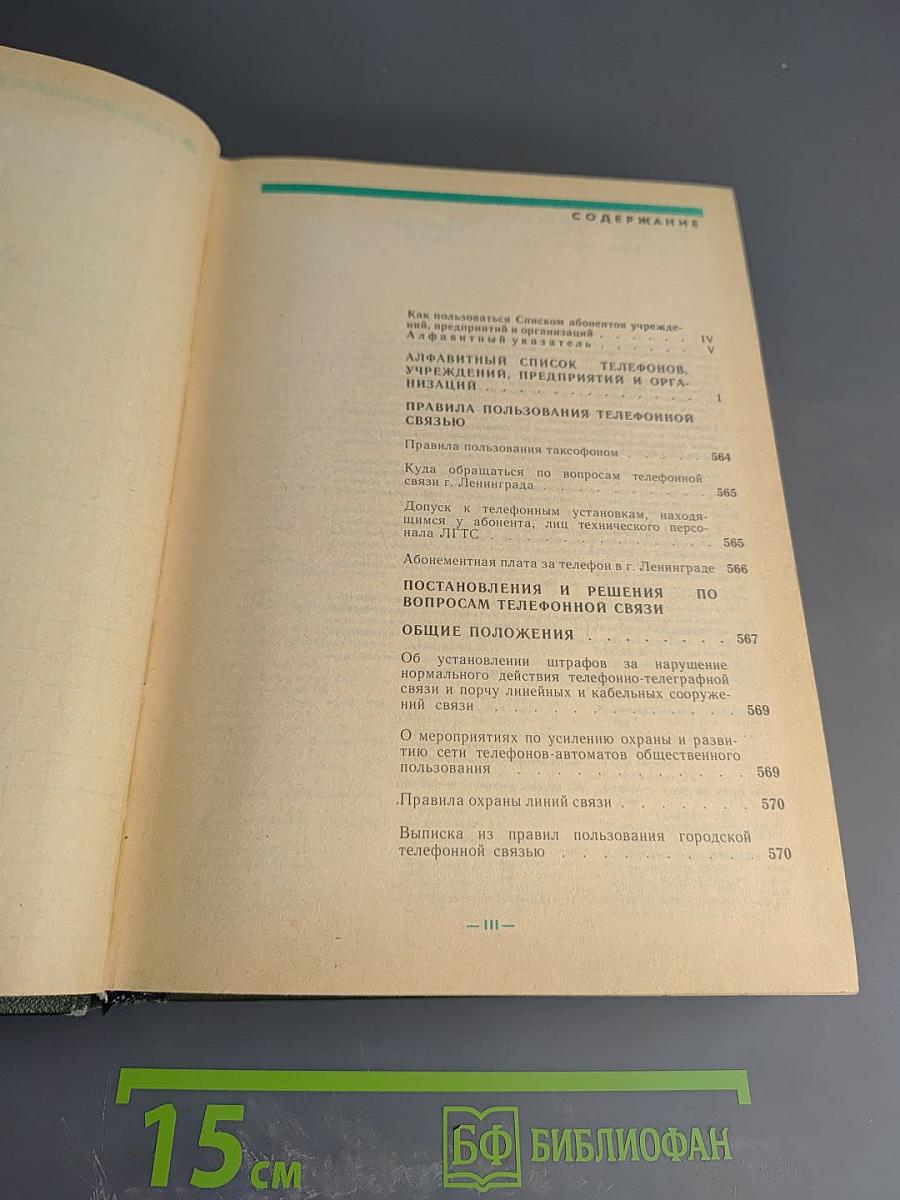 СОДЕРЖАНИЕ
Как пользоваться Списком абонентов учрежде-
ний, предприятий и организаций . . . . . . IV
Алфавитный указатель . . . . . . V
АЛФАВИТНЫЙ СПИСОК ТЕЛЕФОНОВ,
УЧРЕЖДЕНИЙ, ПРЕДПРИЯТИЙ И ОРГА-
НИЗАЦИЙ . . . . . . . . . . . . 1
ПРАВИЛА ПОЛЬЗОВАНИЯ ТЕЛЕФОННОЙ
СВЯЗЬЮ
Правила пользования таксофоном . . . . . 564
Куда обращаться по вопросам телефонной
связи г. Ленинграда . . . . . . . . . . 565
Допуск к телефонным установкам, находя-
щимся у абонента, лиц технического персо-
нала ЛГТС . . . . . . . . . . . . . 565
Абонементная плата за телефон в г. Ленинграде 566
ПОСТАНОВЛЕНИЯ И РЕШЕНИЯ ПО
ВОПРОСАМ ТЕЛЕФОННОЙ СВЯЗИ
ОБЩИЕ ПОЛОЖЕНИЯ . . . . . . . . 567
Об установлении штрафов за нарушение
нормального действия телефонно-телеграфной
связи и порчу линейных и кабельных сооруже-
ний связи . . . . . . . . . . . . 569
О мероприятиях по усилению охраны и разви-
тию сети телефонов-автоматов общественного
пользования . . . . . . . . . . . . 569
Правила охраны линий связи . . . . . . . 570
Выписка из правил пользования городской
телефонной связью . . . . . . . . . . 570
— III —
15 см
БФ БИБЛИОФАН